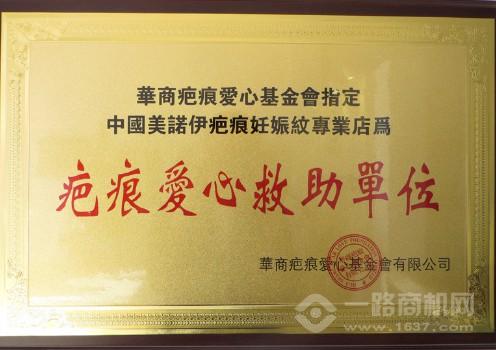 華商疤痕愛心基金會指定
中國美諾伊疤痕妊娠紋專業店爲
疤痕愛心救助單位
華商疤痕愛心基金會有限公司
一路商机网
www.1637.com